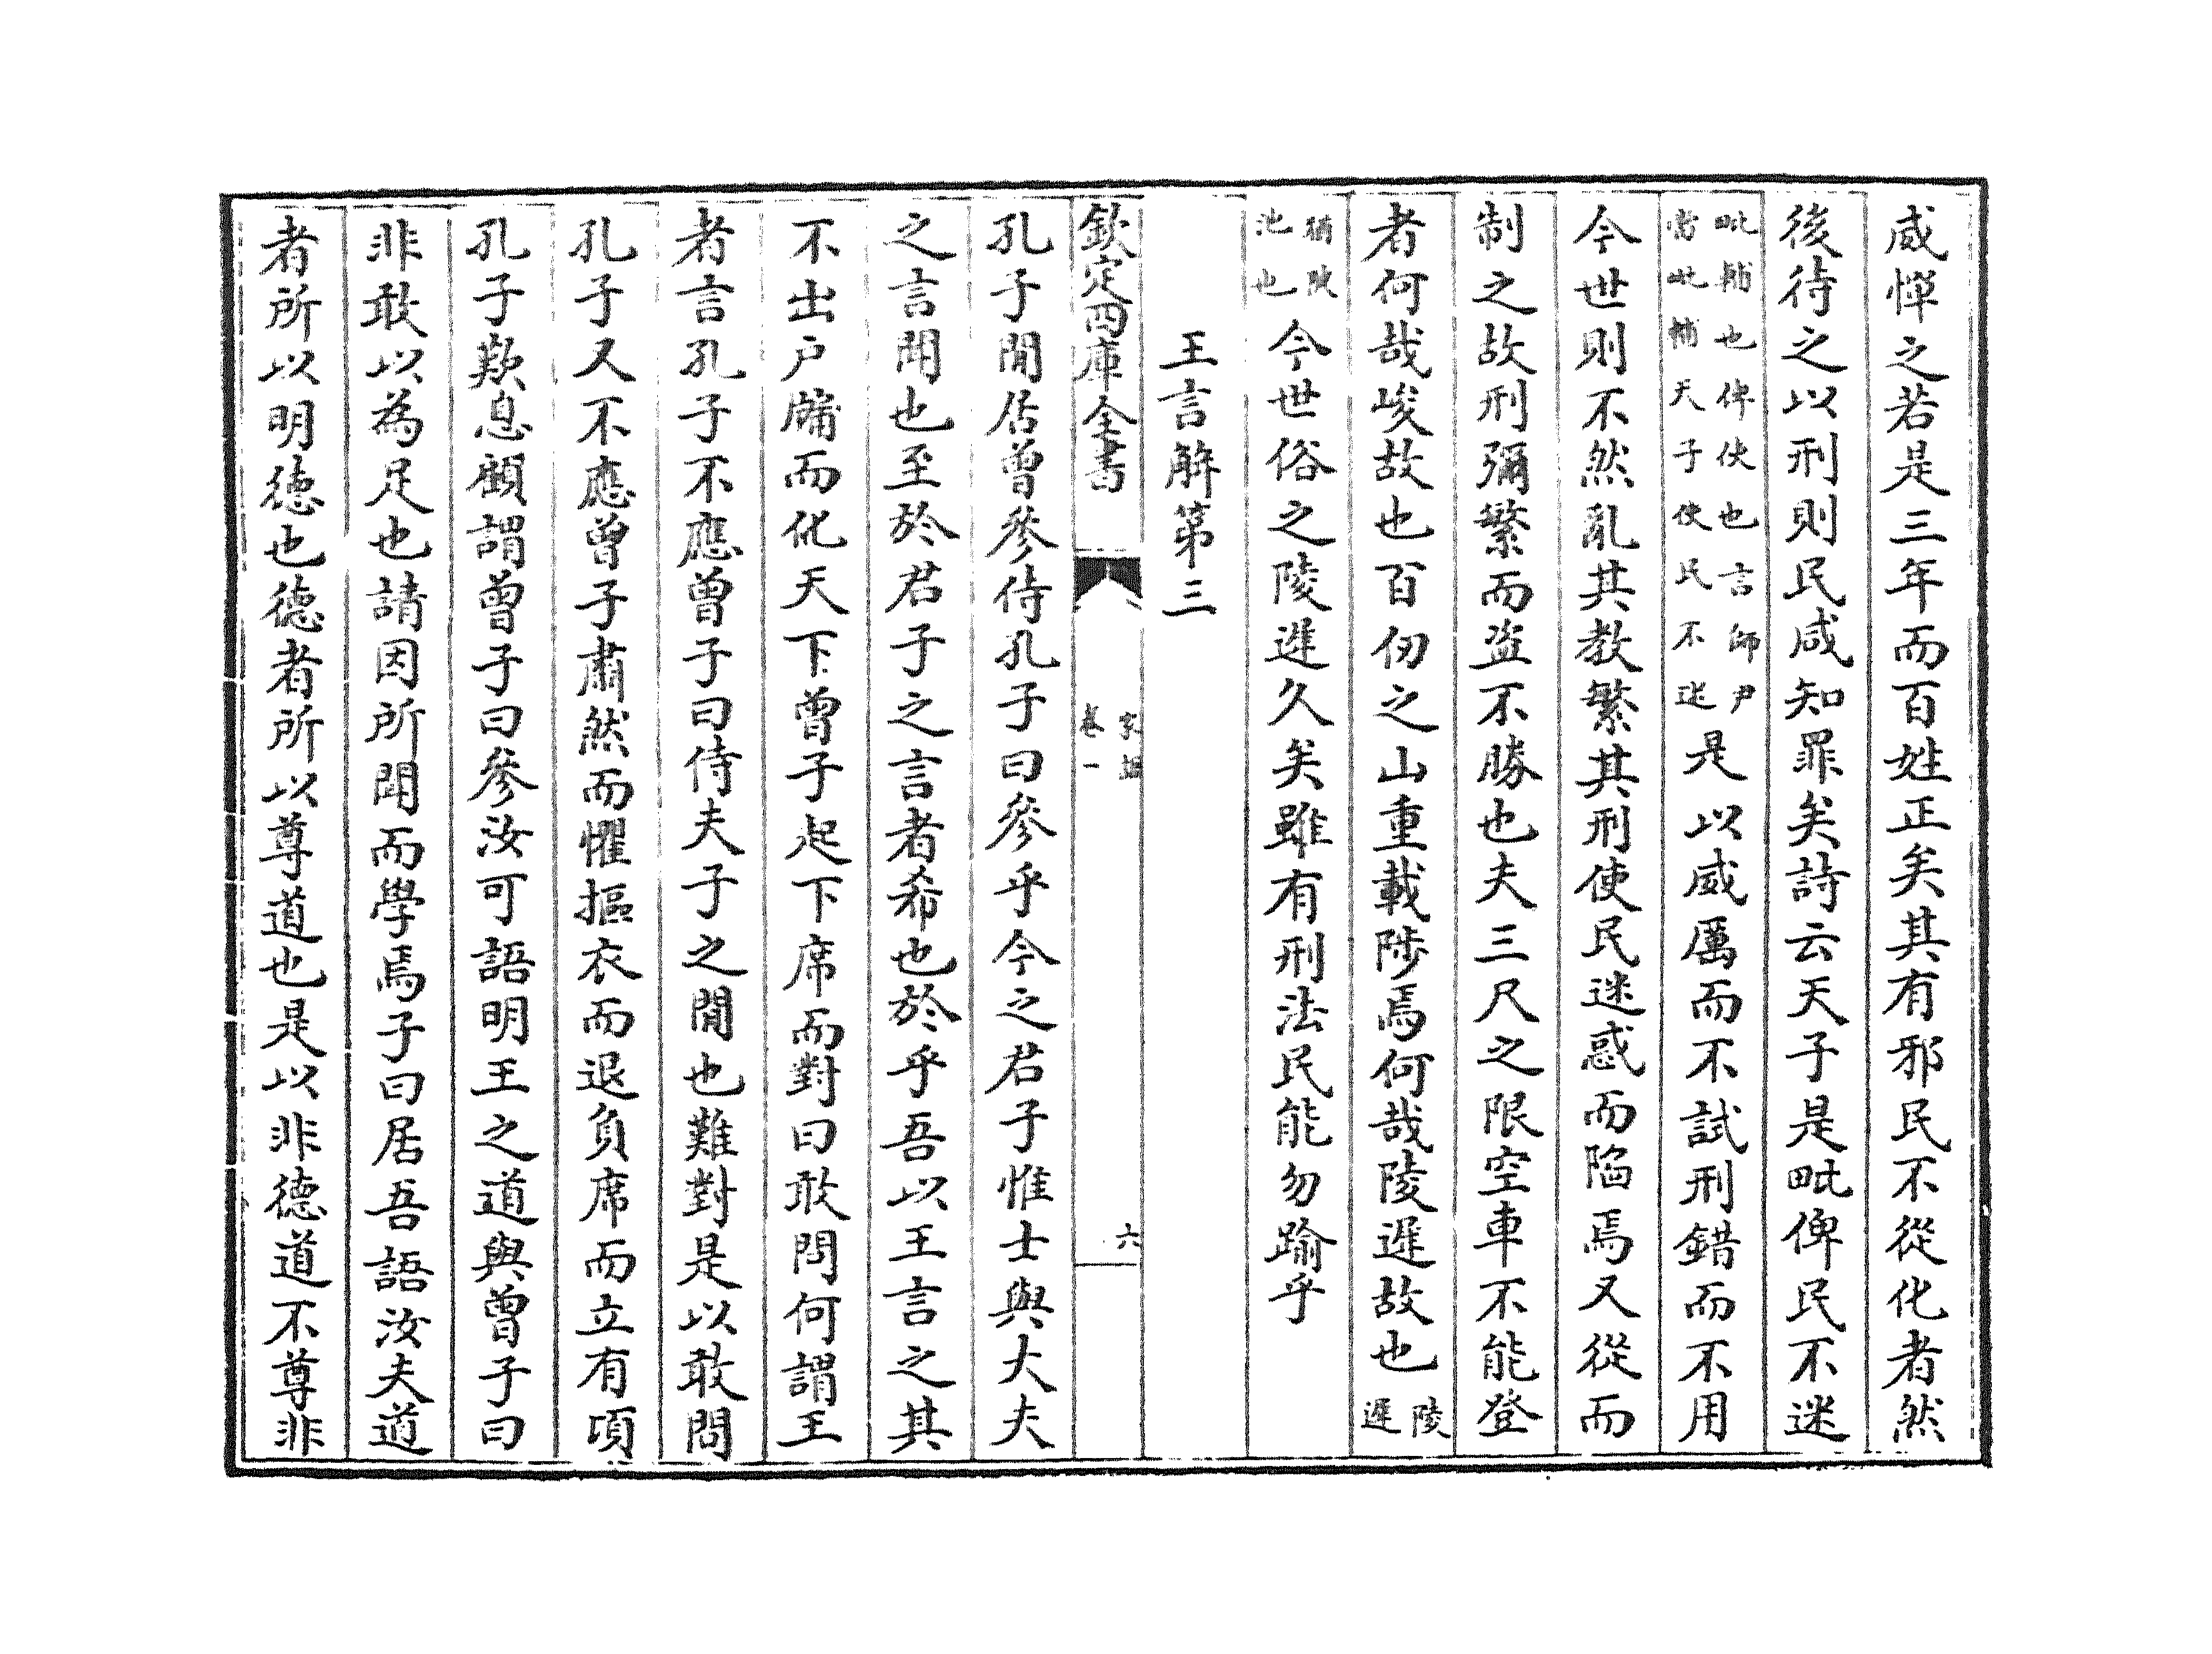 威憚之若是三年而百姓正矣其有邪民不從化者然
後待之以刑則民咸知罪矣詩云天子是毗俾民不迷
毗輔也俾使也言師尹
當毗輔天子使民不迷
是以威厲而不試刑錯而不用
今世則不然亂其教繁其刑使民迷惑而陷焉又從而
制之故刑彌繁而盜不勝也夫三尺之限空車不能登
者何哉峻故也百仞之山重載陟焉何哉陵遲故也
陵
遲
猶陂
池也
今世俗之陵遲久矣雖有刑法民能勿踰乎
王言解第三
欽定四庫全書
家語
卷一
六
孔子閒居曾參侍孔子曰參乎今之君子惟士與大夫
之言聞也至於君子之言者希也於乎吾以王言之其
不出戶牖而化天下曾子起下席而對曰敢問何謂王
者言孔子不應曾子曰侍夫子之閒也難對是以敢問
孔子又不應曾子肅然而懼摳衣而退負席而立有頃
孔子歎息顧謂曾子曰參汝可語明王之道與曾子曰
非敢以為足也請因所聞而學焉子曰居吾語汝夫道
者所以明德也德者所以尊道也是以非德道不尊非